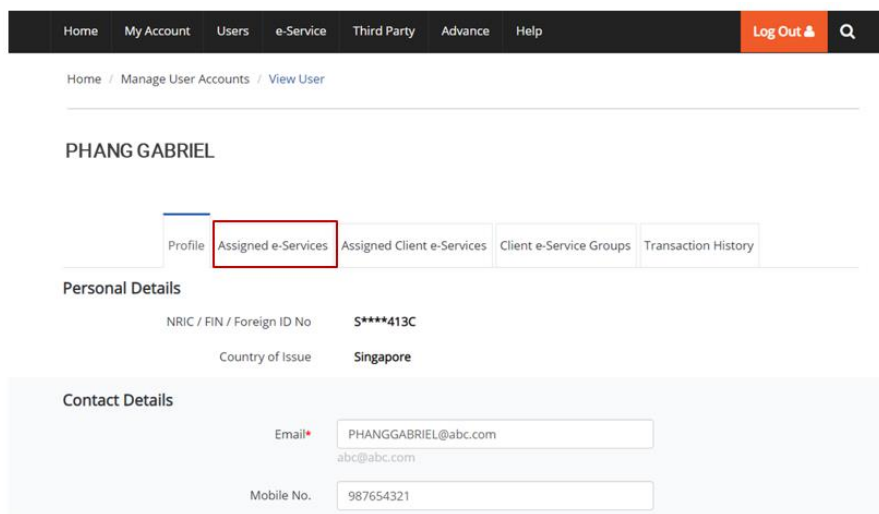 Home My Account Users e-Service Third Party Advance Help Log Out
Home / Manage User Accounts / View User
PHANG GABRIEL
Profile Assigned e-Services Assigned Client e-Services Client e-Service Groups Transaction History
Personal Details
NRIC / FIN / Foreign ID No S****413C
Country of Issue Singapore
Contact Details
Email* PHANGGABRIEL@abc.com
abc@abc.com
Mobile No. 987654321